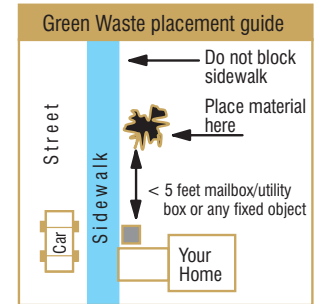 Green Waste placement guide
Do not block
sidewalk
Place material
here
Street
Sidewalk
< 5 feet mailbox/utility
box or any fixed object
Car
Your
Home